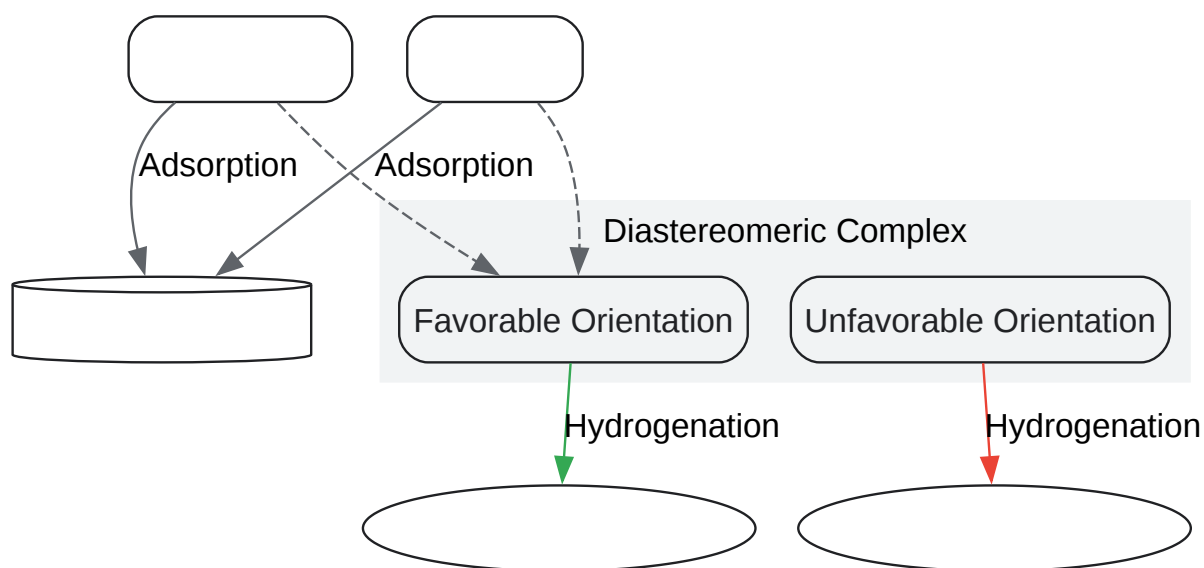 Adsorption
Adsorption
Diastereomeric Complex
Favorable Orientation
Unfavorable Orientation
Hydrogenation
Hydrogenation